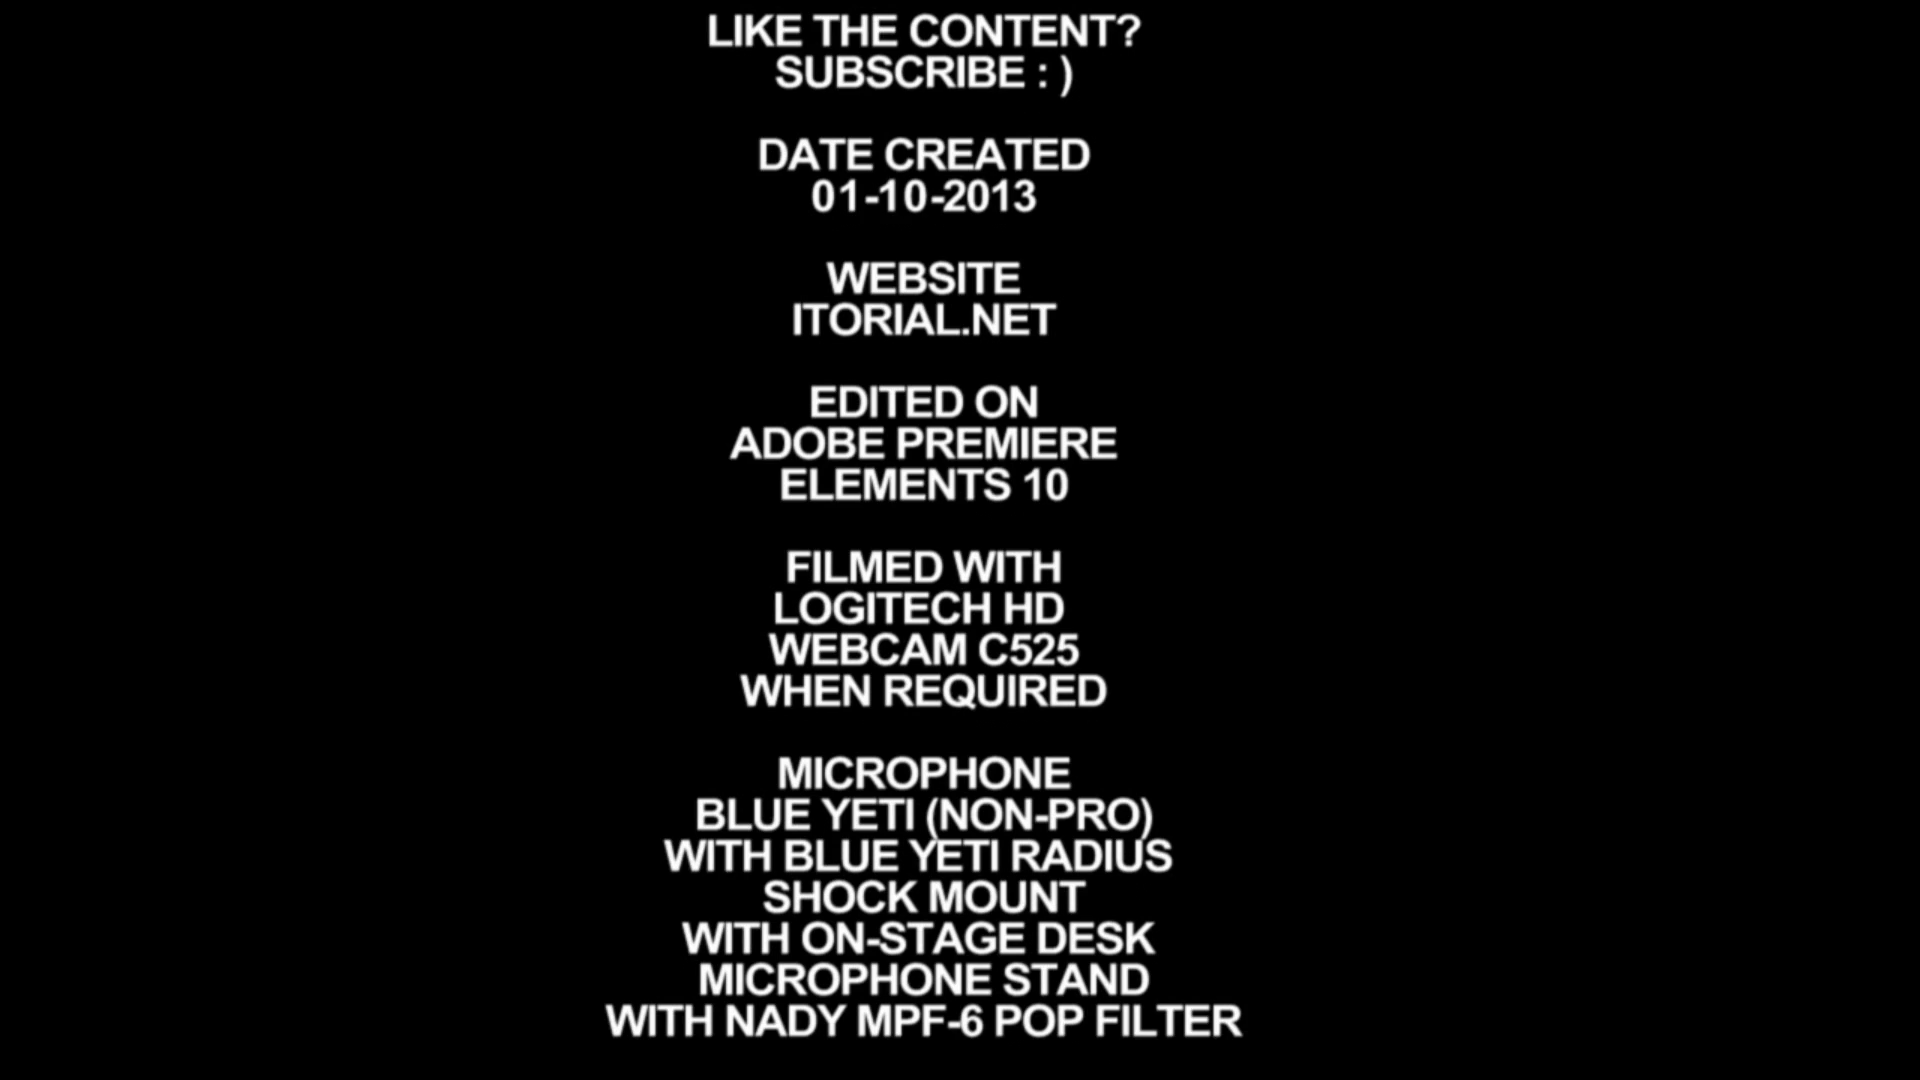 LIKE THE CONTENT?
SUBSCRIBE : )
DATE CREATED
01-10-2013
WEBSITE
ITORIAL.NET
EDITED ON
ADOBE PREMIERE
ELEMENTS 10
FILMED WITH
LOGITECH HD
WEBCAM C525
WHEN REQUIRED
MICROPHONE
BLUE YETI (NON-PRO)
WITH BLUE YETI RADIUS
SHOCK MOUNT
WITH ON-STAGE DESK
MICROPHONE STAND
WITH NADY MPF-6 POP FILTER